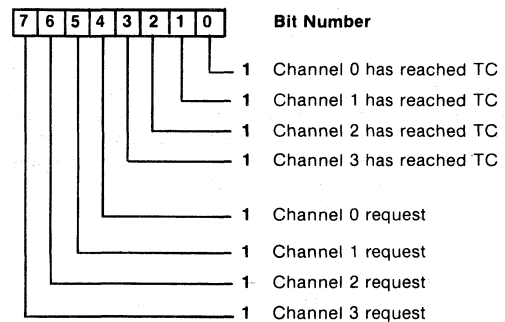 7 6 5 4 3 2 1 0 Bit Number
1 Channel 0 has reached TC
1 Channel 1 has reached TC
1 Channel 2 has reached TC
1 Channel 3 has reached TC
1 Channel 0 request
1 Channel 1 request
1 Channel 2 request
1 Channel 3 request